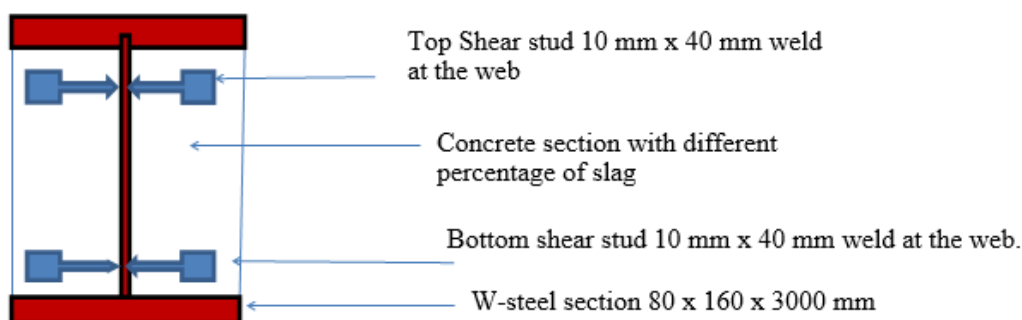 Top Shear stud 10 mm x 40 mm weld
at the web
Concrete section with different
percentage of slag
Bottom shear stud 10 mm x 40 mm weld at the web.
W-steel section 80 x 160 x 3000 mm